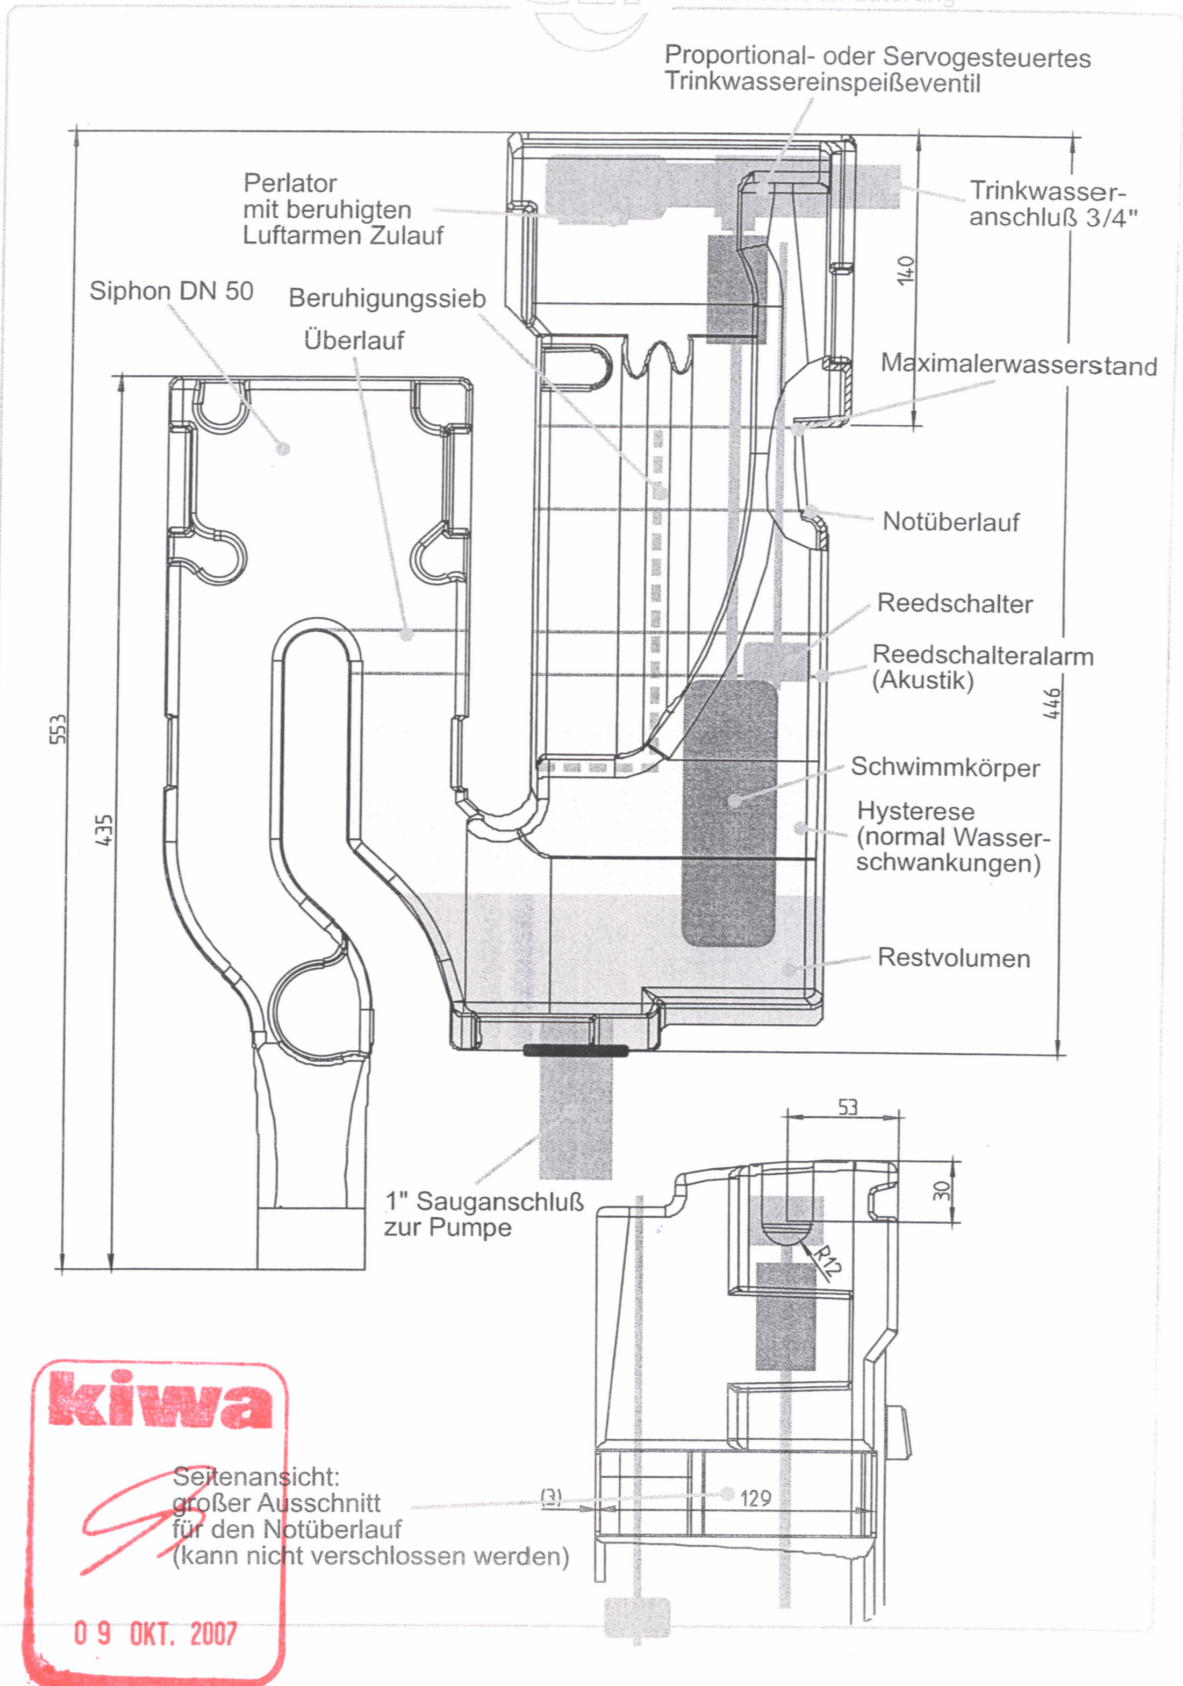 Proportional- oder Servogesteuertes
Trinkwassereinspeißeventil
Perlator
mit beruhigten
Luftarmen Zulauf
Trinkwasser-
anschluß 3/4"
Siphon DN 50
Beruhigungssieb
Überlauf
140
Maximalerwasserstand
Notüberlauf
Reedschalter
Reedschalteralarm
(Akustik)
446
553
435
Schwimmkörper
Hysterese
(normal Wasser-
schwankungen)
Restvolumen
1" Sauganschluß
zur Pumpe
53
30
R12
kiwa
Seitenansicht:
großer Ausschnitt
für den Notüberlauf
(kann nicht verschlossen werden)
(3)
129
09 OKT. 2007